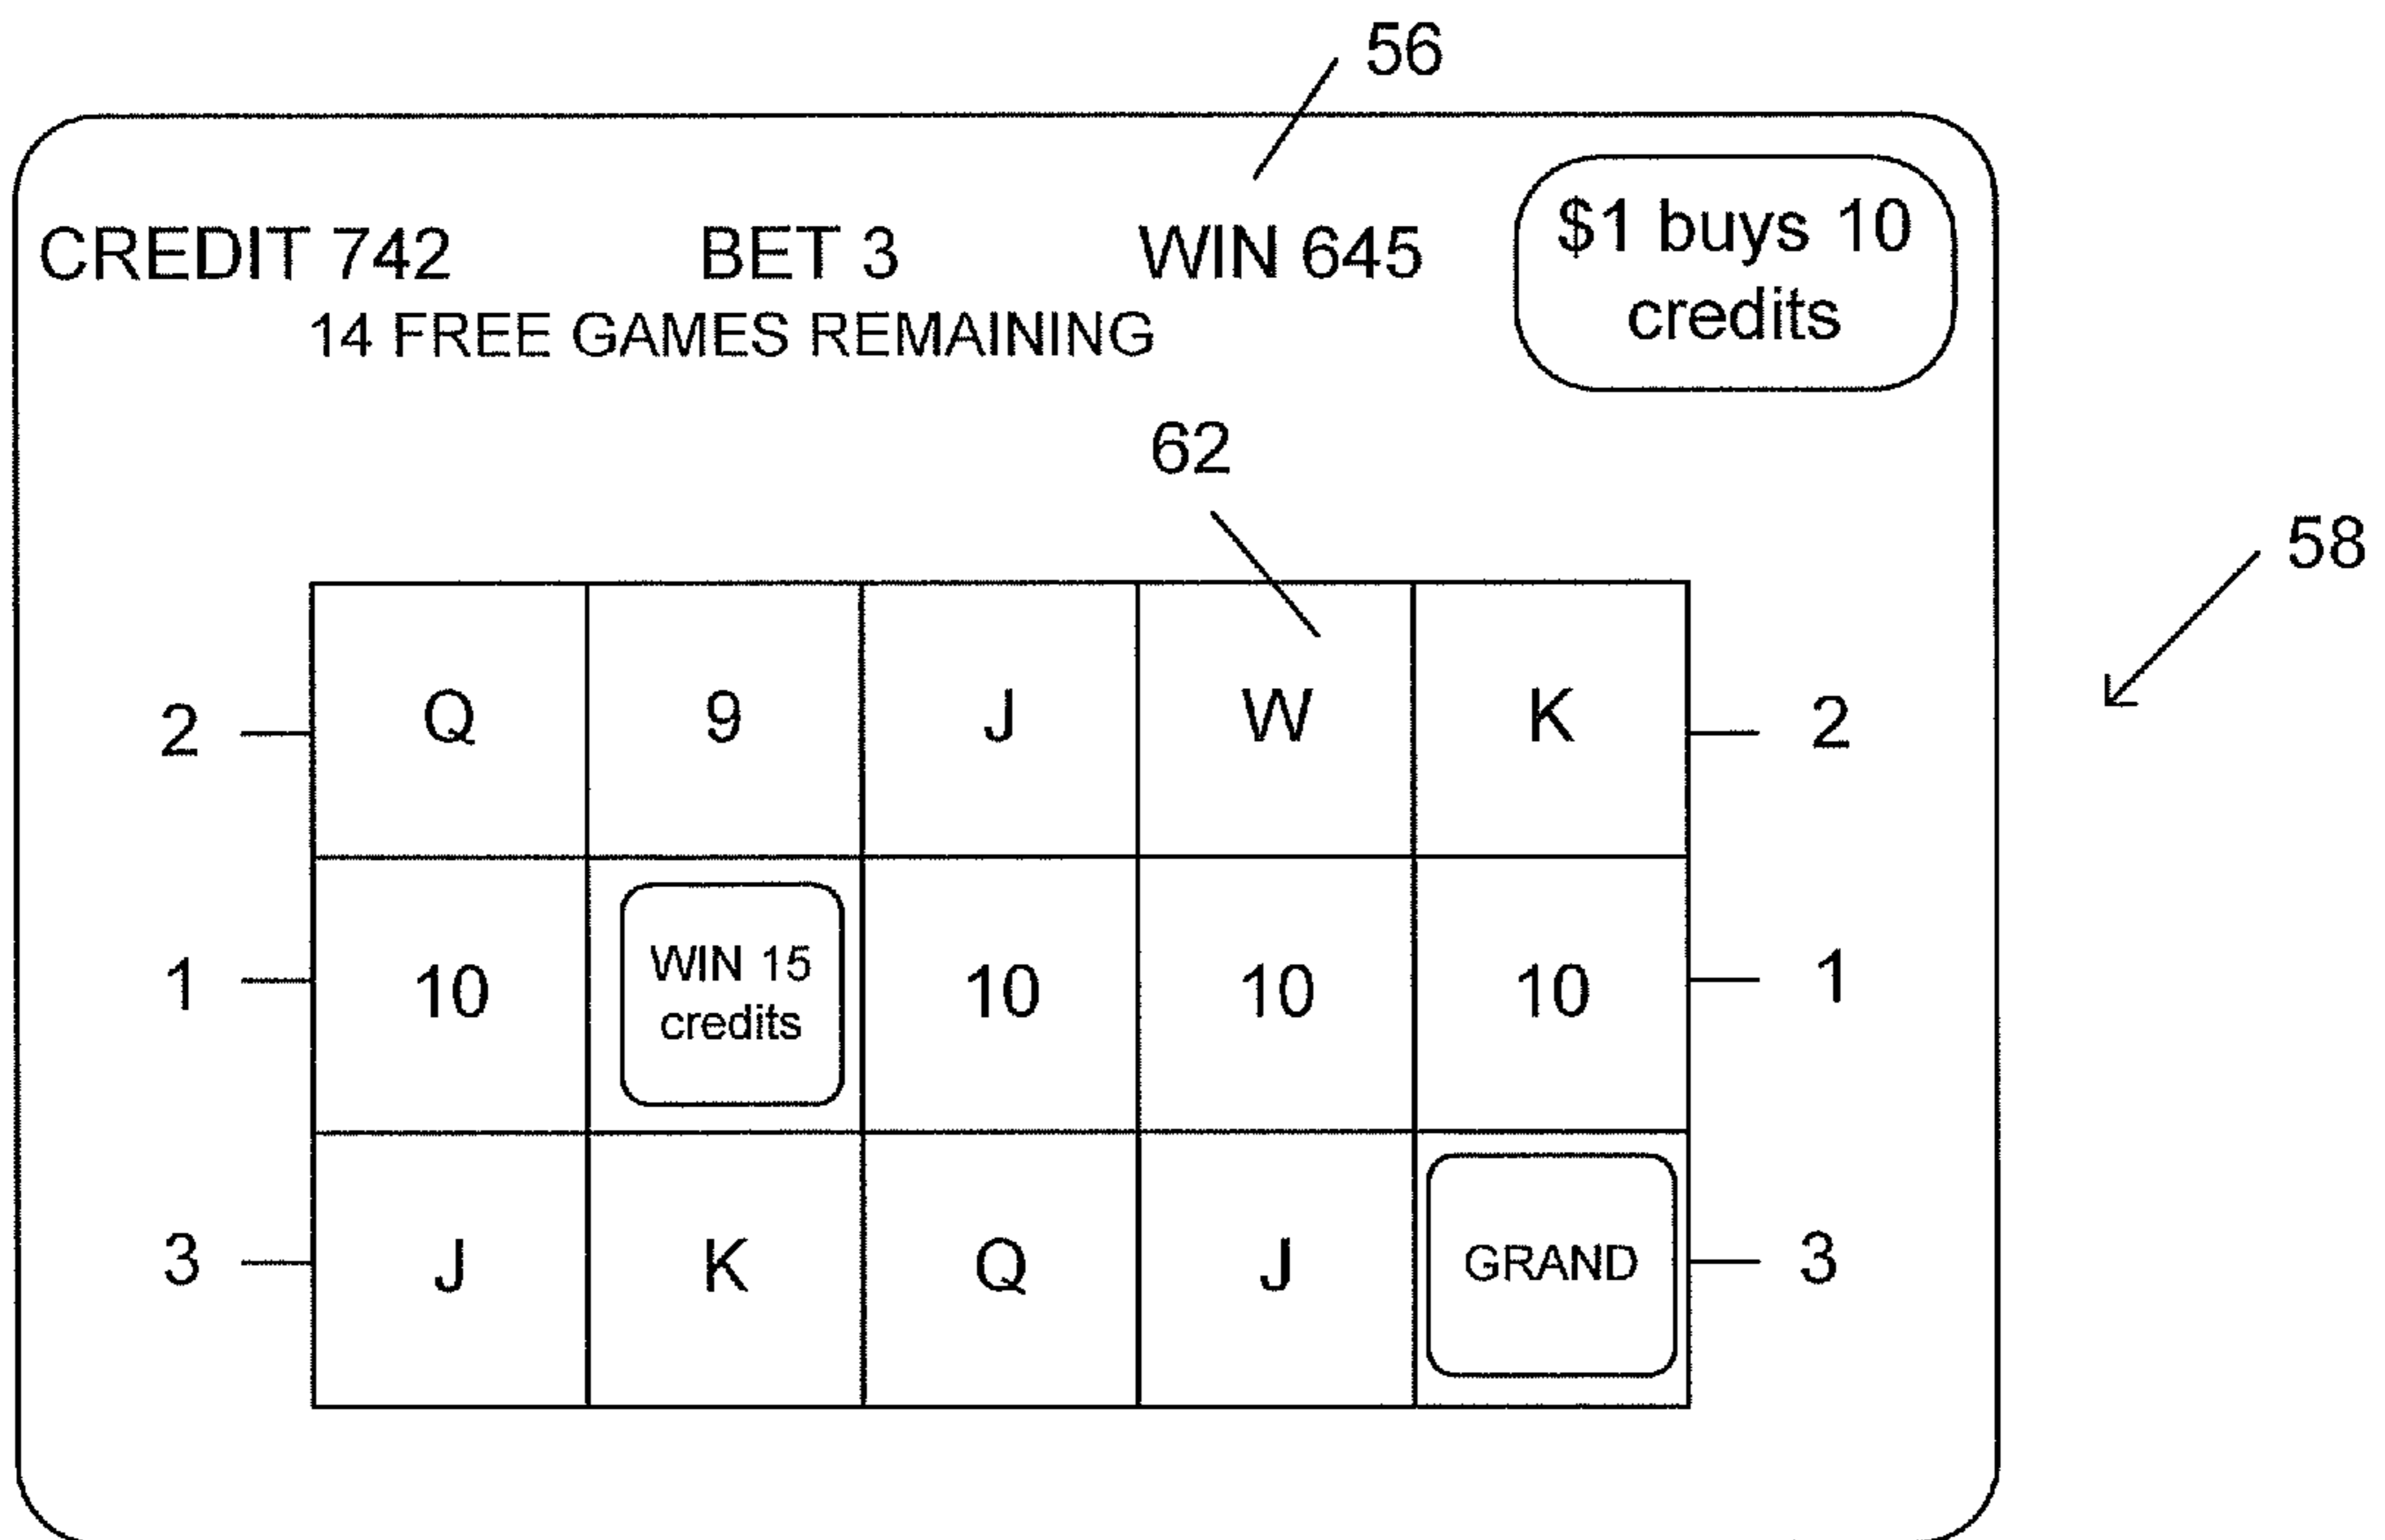 56
CREDIT 742 BET 3 WIN 645
14 FREE GAMES REMAINING
$1 buys 10
credits
62
58
2 Q 9 J W K 2
1 10 WIN 15 10 10 10 1
credits
3 J K Q J GRAND 3